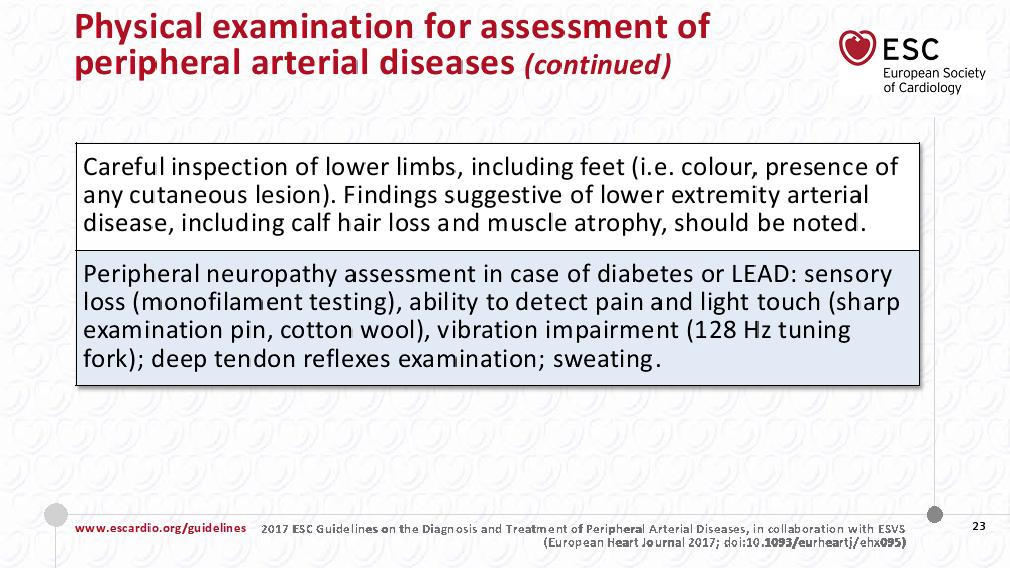 Physical examination for assessment of
peripheral arterial diseases (continued)
ESC
European Society
of Cardiology
Careful inspection of lower limbs, including feet (i.e. colour, presence of
any cutaneous lesion). Findings suggestive of lower extremity arterial
disease, including calf hair loss and muscle atrophy, should be noted.
Peripheral neuropathy assessment in case of diabetes or LEAD: sensory
loss (monofilament testing), ability to detect pain and light touch (sharp
examination pin, cotton wool), vibration impairment (128 Hz tuning
fork); deep tendon reflexes examination; sweating.
www.escardio.org/guidelines
2017 ESC Guidelines on the Diagnosis and Treatment of Peripheral Arterial Diseases, in collaboration with ESVS
(European Heart Journal 2017; doi:10.1093/eurheartj/ehx095)
23